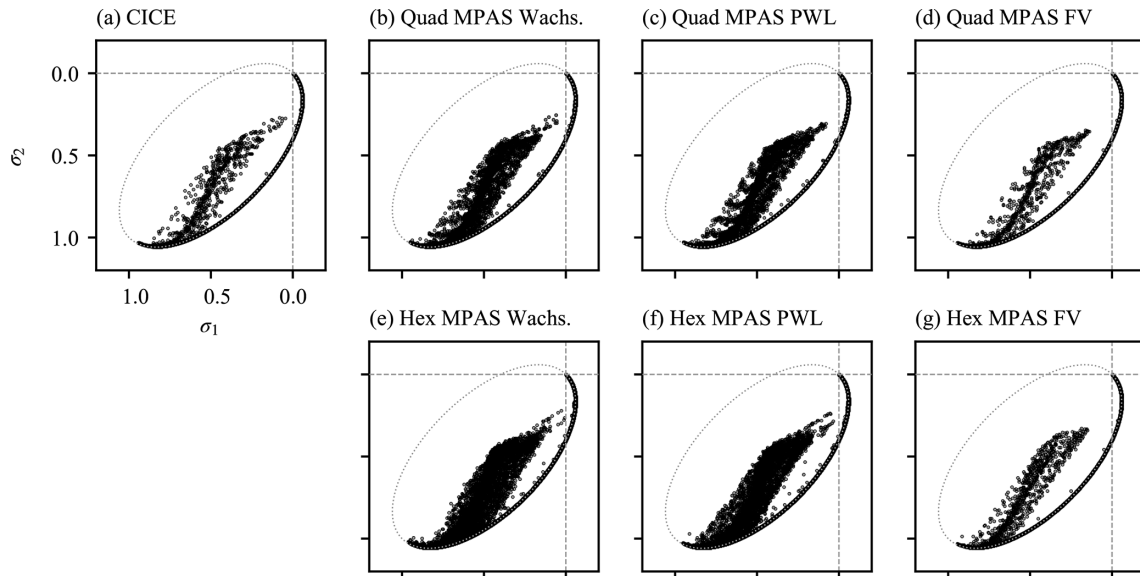 (a) CICE
(b) Quad MPAS Wachs.
(c) Quad MPAS PWL
(d) Quad MPAS FV
0.0
0.5
1.0
σ2
1.0
0.5
0.0
σ1
(e) Hex MPAS Wachs.
(f) Hex MPAS PWL
(g) Hex MPAS FV